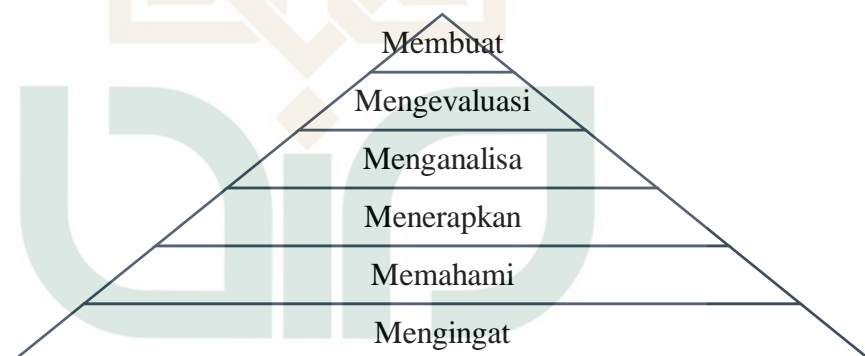 Membuat
Mengevaluasi
Menganalisa
Menerapkan
Memahami
Mengingat